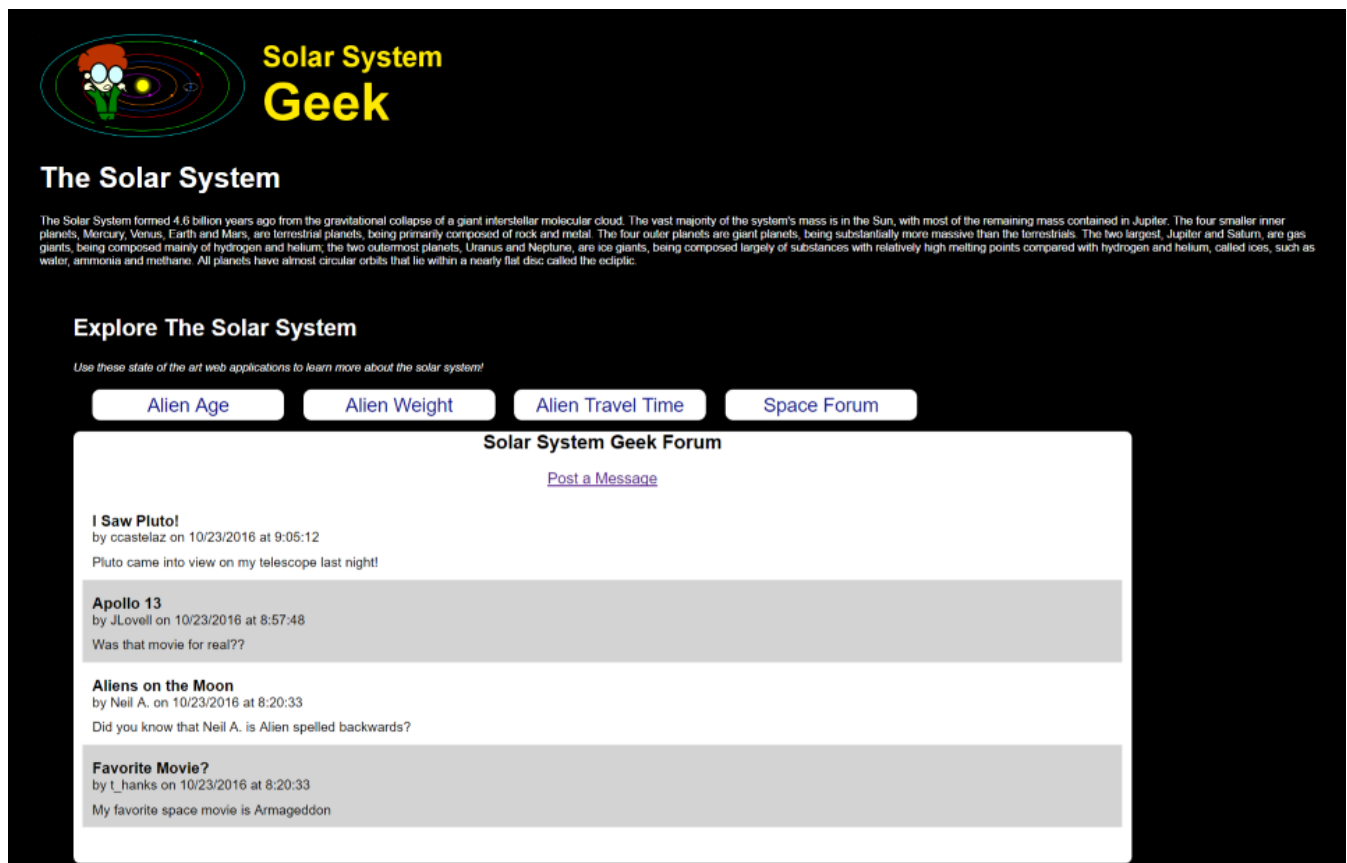 Solar System
Geek
The Solar System
The Solar System formed 4.6 billion years ago from the gravitational collapse of a giant interstellar molecular cloud. The vast majority of the system's mass is in the Sun, with most of the remaining mass contained in Jupiter. The four smaller inner
planets, Mercury, Venus, Earth and Mars, are terrestrial planets, being primarily composed of rock and metal. The four outer planets are giant planets, being substantially more massive than the terrestrials. The two largest, Jupiter and Saturn, are gas
giants, being composed mainly of hydrogen and helium; the two outermost planets, Uranus and Neptune, are ice giants, being composed largely of substances with relatively high melting points compared with hydrogen and helium, called ices, such as
water, ammonia and methane. All planets have almost circular orbits that lie within a nearly flat disc called the ecliptic.
Explore The Solar System
Use these state of the art web applications to learn more about the solar system!
Alien Age
Alien Weight
Alien Travel Time
Space Forum
Solar System Geek Forum
Post a Message
I Saw Pluto!
by ccastelaz on 10/23/2016 at 9:05:12
Pluto came into view on my telescope last night!
Apollo 13
by JLovell on 10/23/2016 at 8:57:48
Was that movie for real??
Aliens on the Moon
by Neil A. on 10/23/2016 at 8:20:33
Did you know that Neil A. is Alien spelled backwards?
Favorite Movie?
by t_hanks on 10/23/2016 at 8:20:33
My favorite space movie is Armageddon